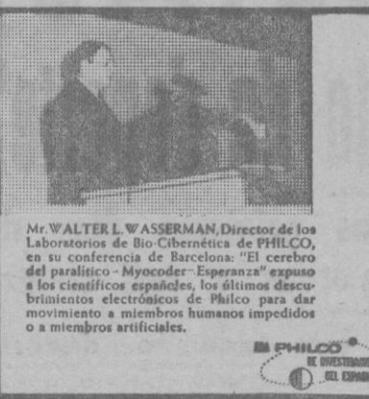 Mr. WALTER L. WASSERMAN, Director de los
Laboratorios de Bio-Cibernética de PHILCO,
en su conferencia de Barcelona: "El cerebro
del paralítico - Myocoder - Esperanza" expuso
a los científicos españoles, los últimos descu-
brimientos electrónicos de Philco para dar
movimiento a miembros humanos impedidos
o a miembros artificiales.
PHILCO
DE
DEL